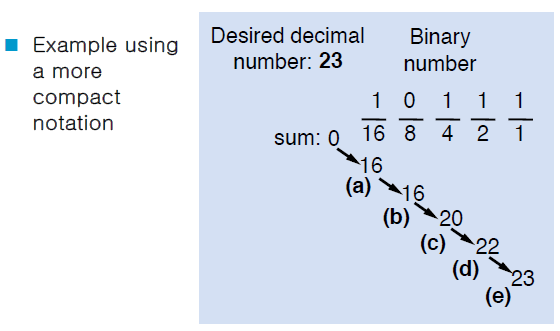 Example using
a more
compact
notation
Desired decimal
number: 23
Binary
number
1 0 1 1 1
sum: 0 16 8 4 2 1
16
(a)
16
(b)
20
(c)
22
(d)
23
(e)